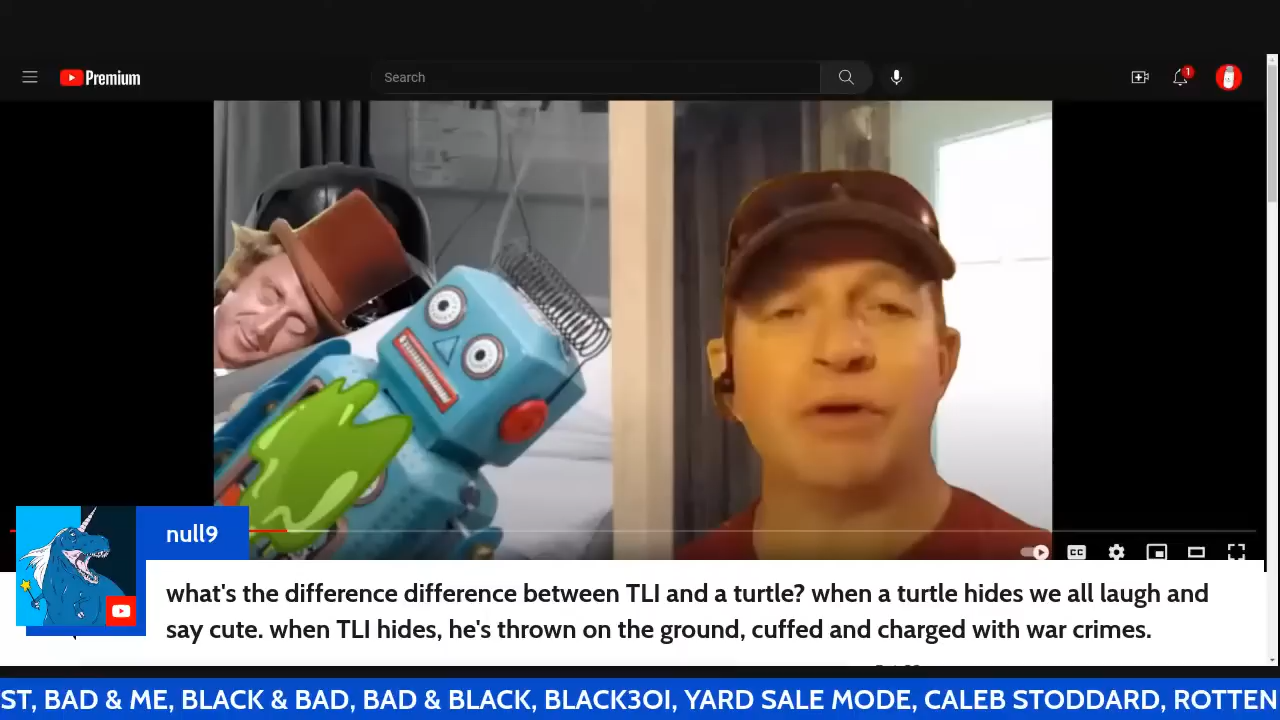 Premium
Search
1
null9
what's the difference difference between TLI and a turtle? when a turtle hides we all laugh and
say cute. when TLI hides, he's thrown on the ground, cuffed and charged with war crimes.
ST, BAD & ME, BLACK & BAD, BAD & BLACK, BLACK3OI, YARD SALE MODE, CALEB STODDARD, ROTTEN